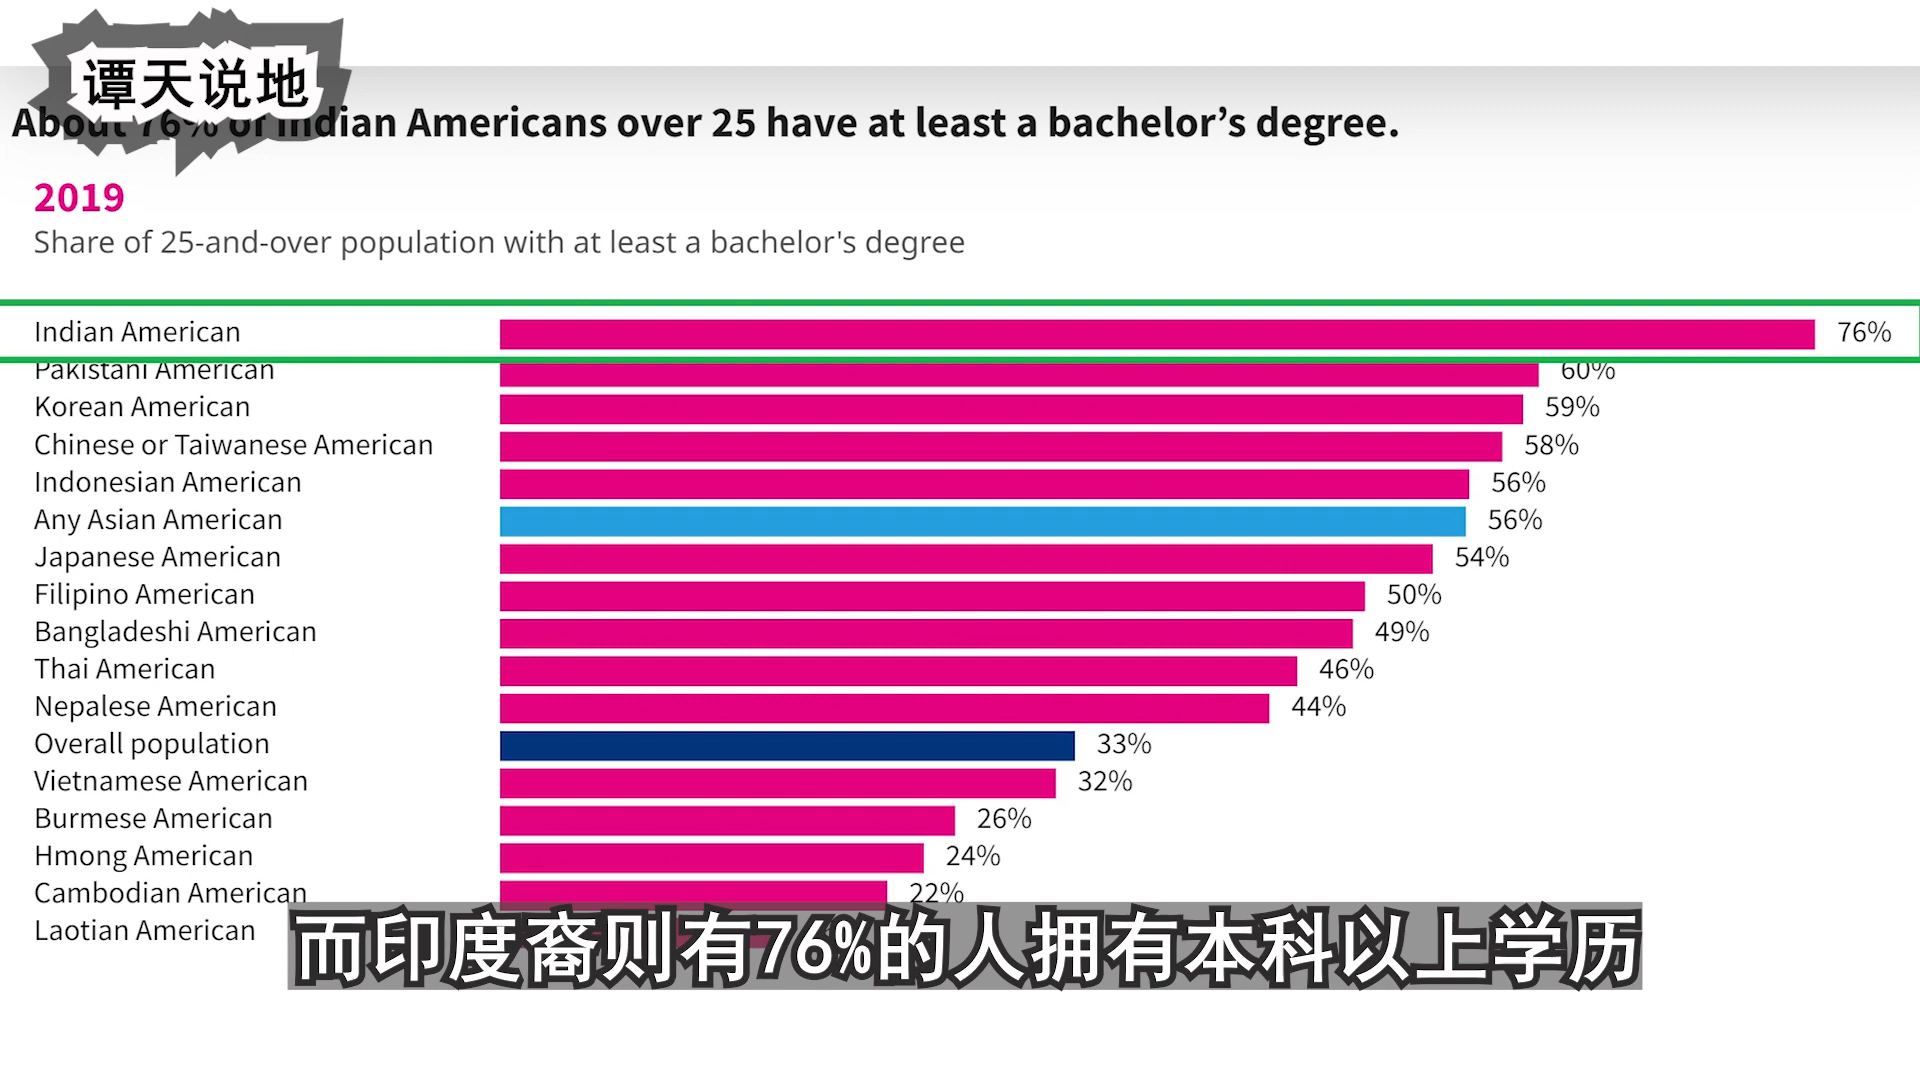 谭天说地
About 76% of Indian Americans over 25 have at least a bachelor’s degree.
2019
Share of 25-and-over population with at least a bachelor's degree
Indian American 76%
Pakistani American 60%
Korean American 59%
Chinese or Taiwanese American 58%
Indonesian American 56%
Any Asian American 56%
Japanese American 54%
Filipino American 50%
Bangladeshi American 49%
Thai American 46%
Nepalese American 44%
Overall population 33%
Vietnamese American 32%
Burmese American 26%
Hmong American 24%
Cambodian American 22%
Laotian American
而印度裔则有76%的人拥有本科以上学历